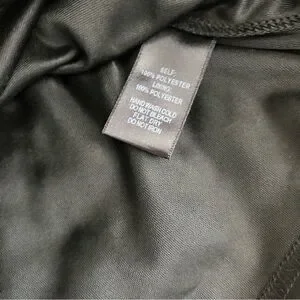 SELF:
100% POLYESTER
LINING:
100% POLYESTER
HAND WASH COLD
DO NOT BLEACH
FLAT DRY
DO NOT IRON